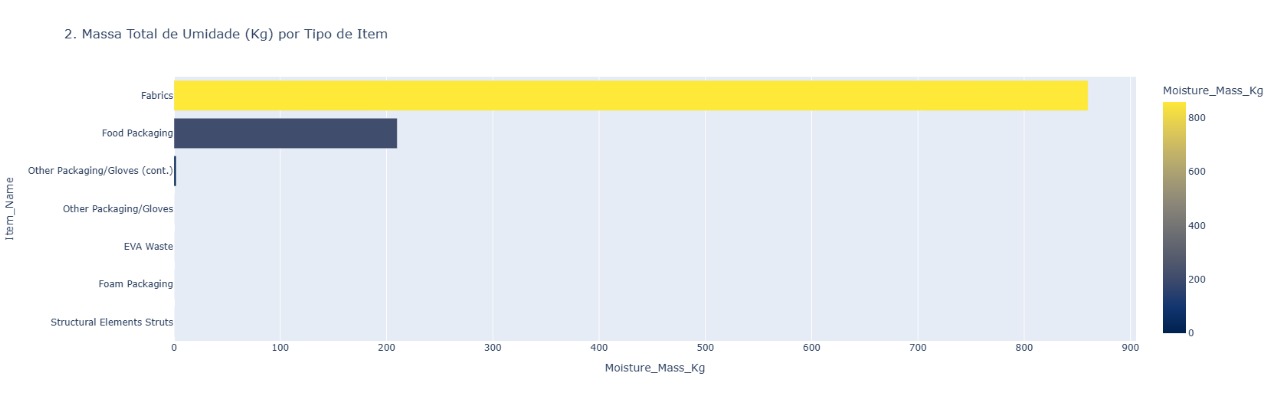 2. Massa Total de Umidade (Kg) por Tipo de Item
Moisture_Mass_Kg
Fabrics
Food Packaging
Other Packaging/Gloves (cont.)
Other Packaging/Gloves
EVA Waste
Foam Packaging
Structural Elements Struts
Item_Name
0 100 200 300 400 500 600 700 800 900
Moisture_Mass_Kg
800
600
400
200
0